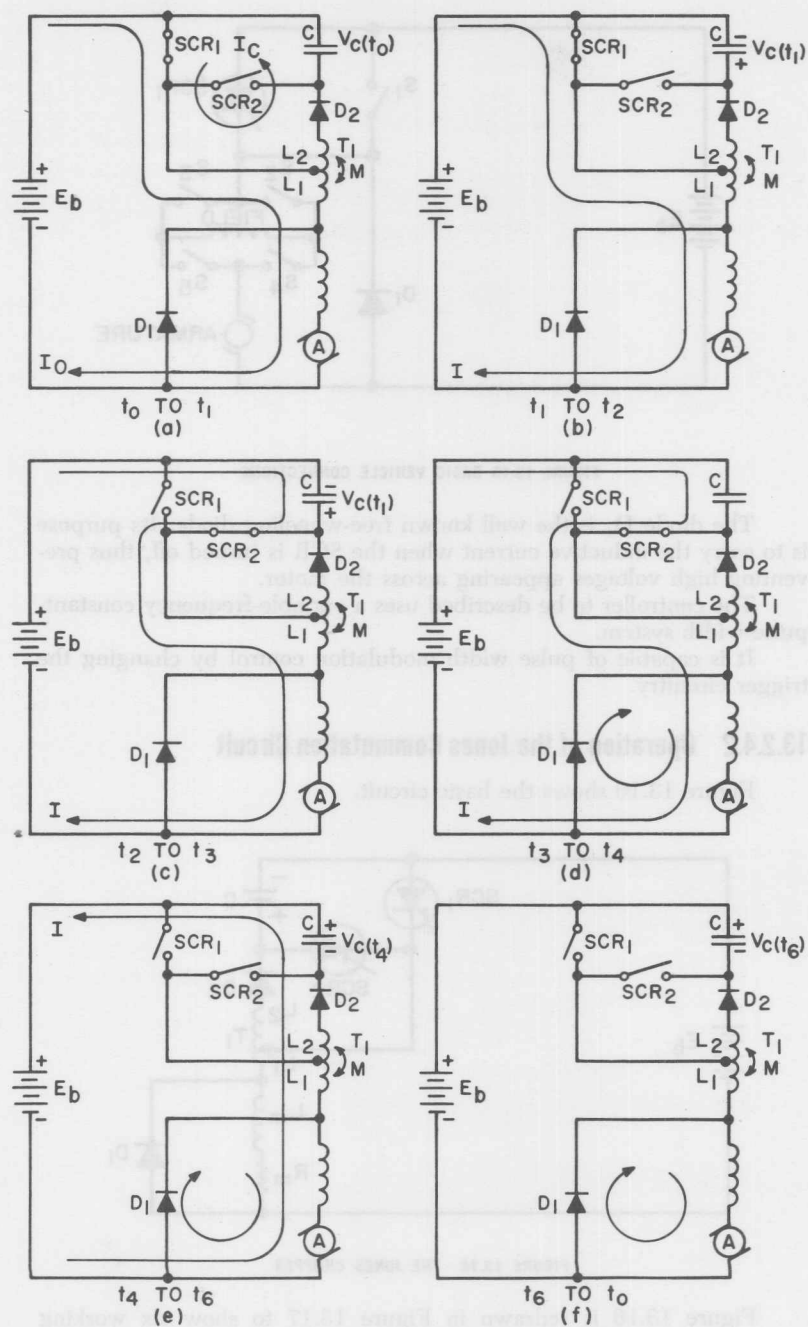 SCR1
IC
C
VC(t0)
SCR2
D2
L2
T1
L1
M
Eb
+
-
D1
A
I0
t0 TO t1
(a)
SCR1
C
-
VC(t1)
+
SCR2
D2
L2
T1
L1
M
Eb
+
-
D1
A
I
t1 TO t2
(b)
SCR1
C
-
VC(t1)
+
SCR2
D2
L2
T1
L1
M
Eb
+
-
D1
A
I
t2 TO t3
(c)
SCR1
C
SCR2
D2
L2
T1
L1
M
Eb
+
-
D1
A
I
t3 TO t4
(d)
I
SCR1
C
+
VC(t4)
-
SCR2
D2
L2
T1
L1
M
Eb
+
-
D1
A
t4 TO t6
(e)
SCR1
C
+
VC(t6)
-
SCR2
D2
L2
T1
L1
M
Eb
+
-
D1
A
t6 TO t0
(f)